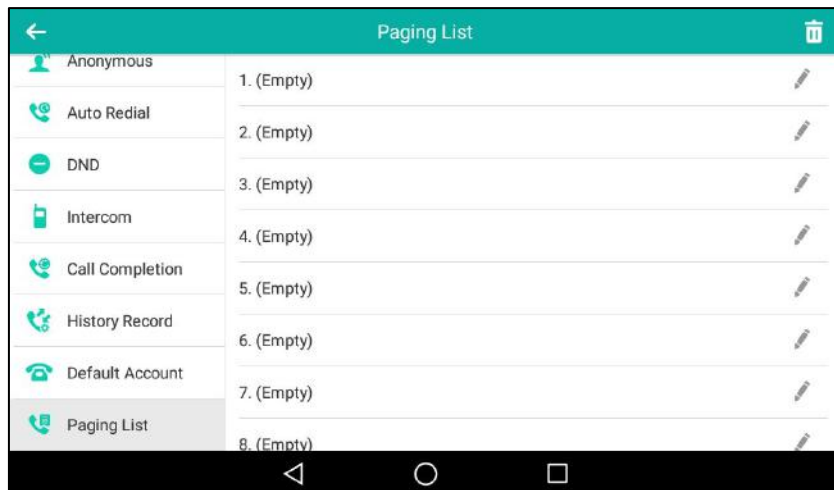 Paging List
Anonymous
Auto Redial
DND
Intercom
Call Completion
History Record
Default Account
Paging List
1. (Empty)
2. (Empty)
3. (Empty)
4. (Empty)
5. (Empty)
6. (Empty)
7. (Empty)
8. (Empty)